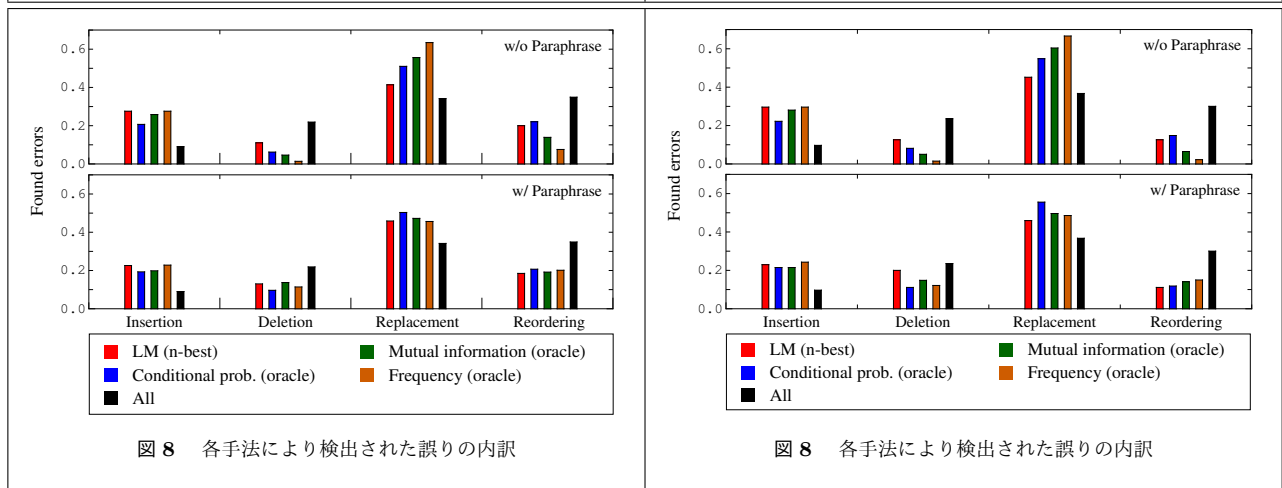 Found errors
0.6
0.4
0.2
0.0
w/o Paraphrase
0.6
0.4
0.2
0.0
w/ Paraphrase
Insertion Deletion Replacement Reordering
LM (n-best) Mutual information (oracle)
Conditional prob. (oracle) Frequency (oracle)
All
図 8 各手法により検出された誤りの内訳
Found errors
0.6
0.4
0.2
0.0
w/o Paraphrase
0.6
0.4
0.2
0.0
w/ Paraphrase
Insertion Deletion Replacement Reordering
LM (n-best) Mutual information (oracle)
Conditional prob. (oracle) Frequency (oracle)
All
図 8 各手法により検出された誤りの内訳